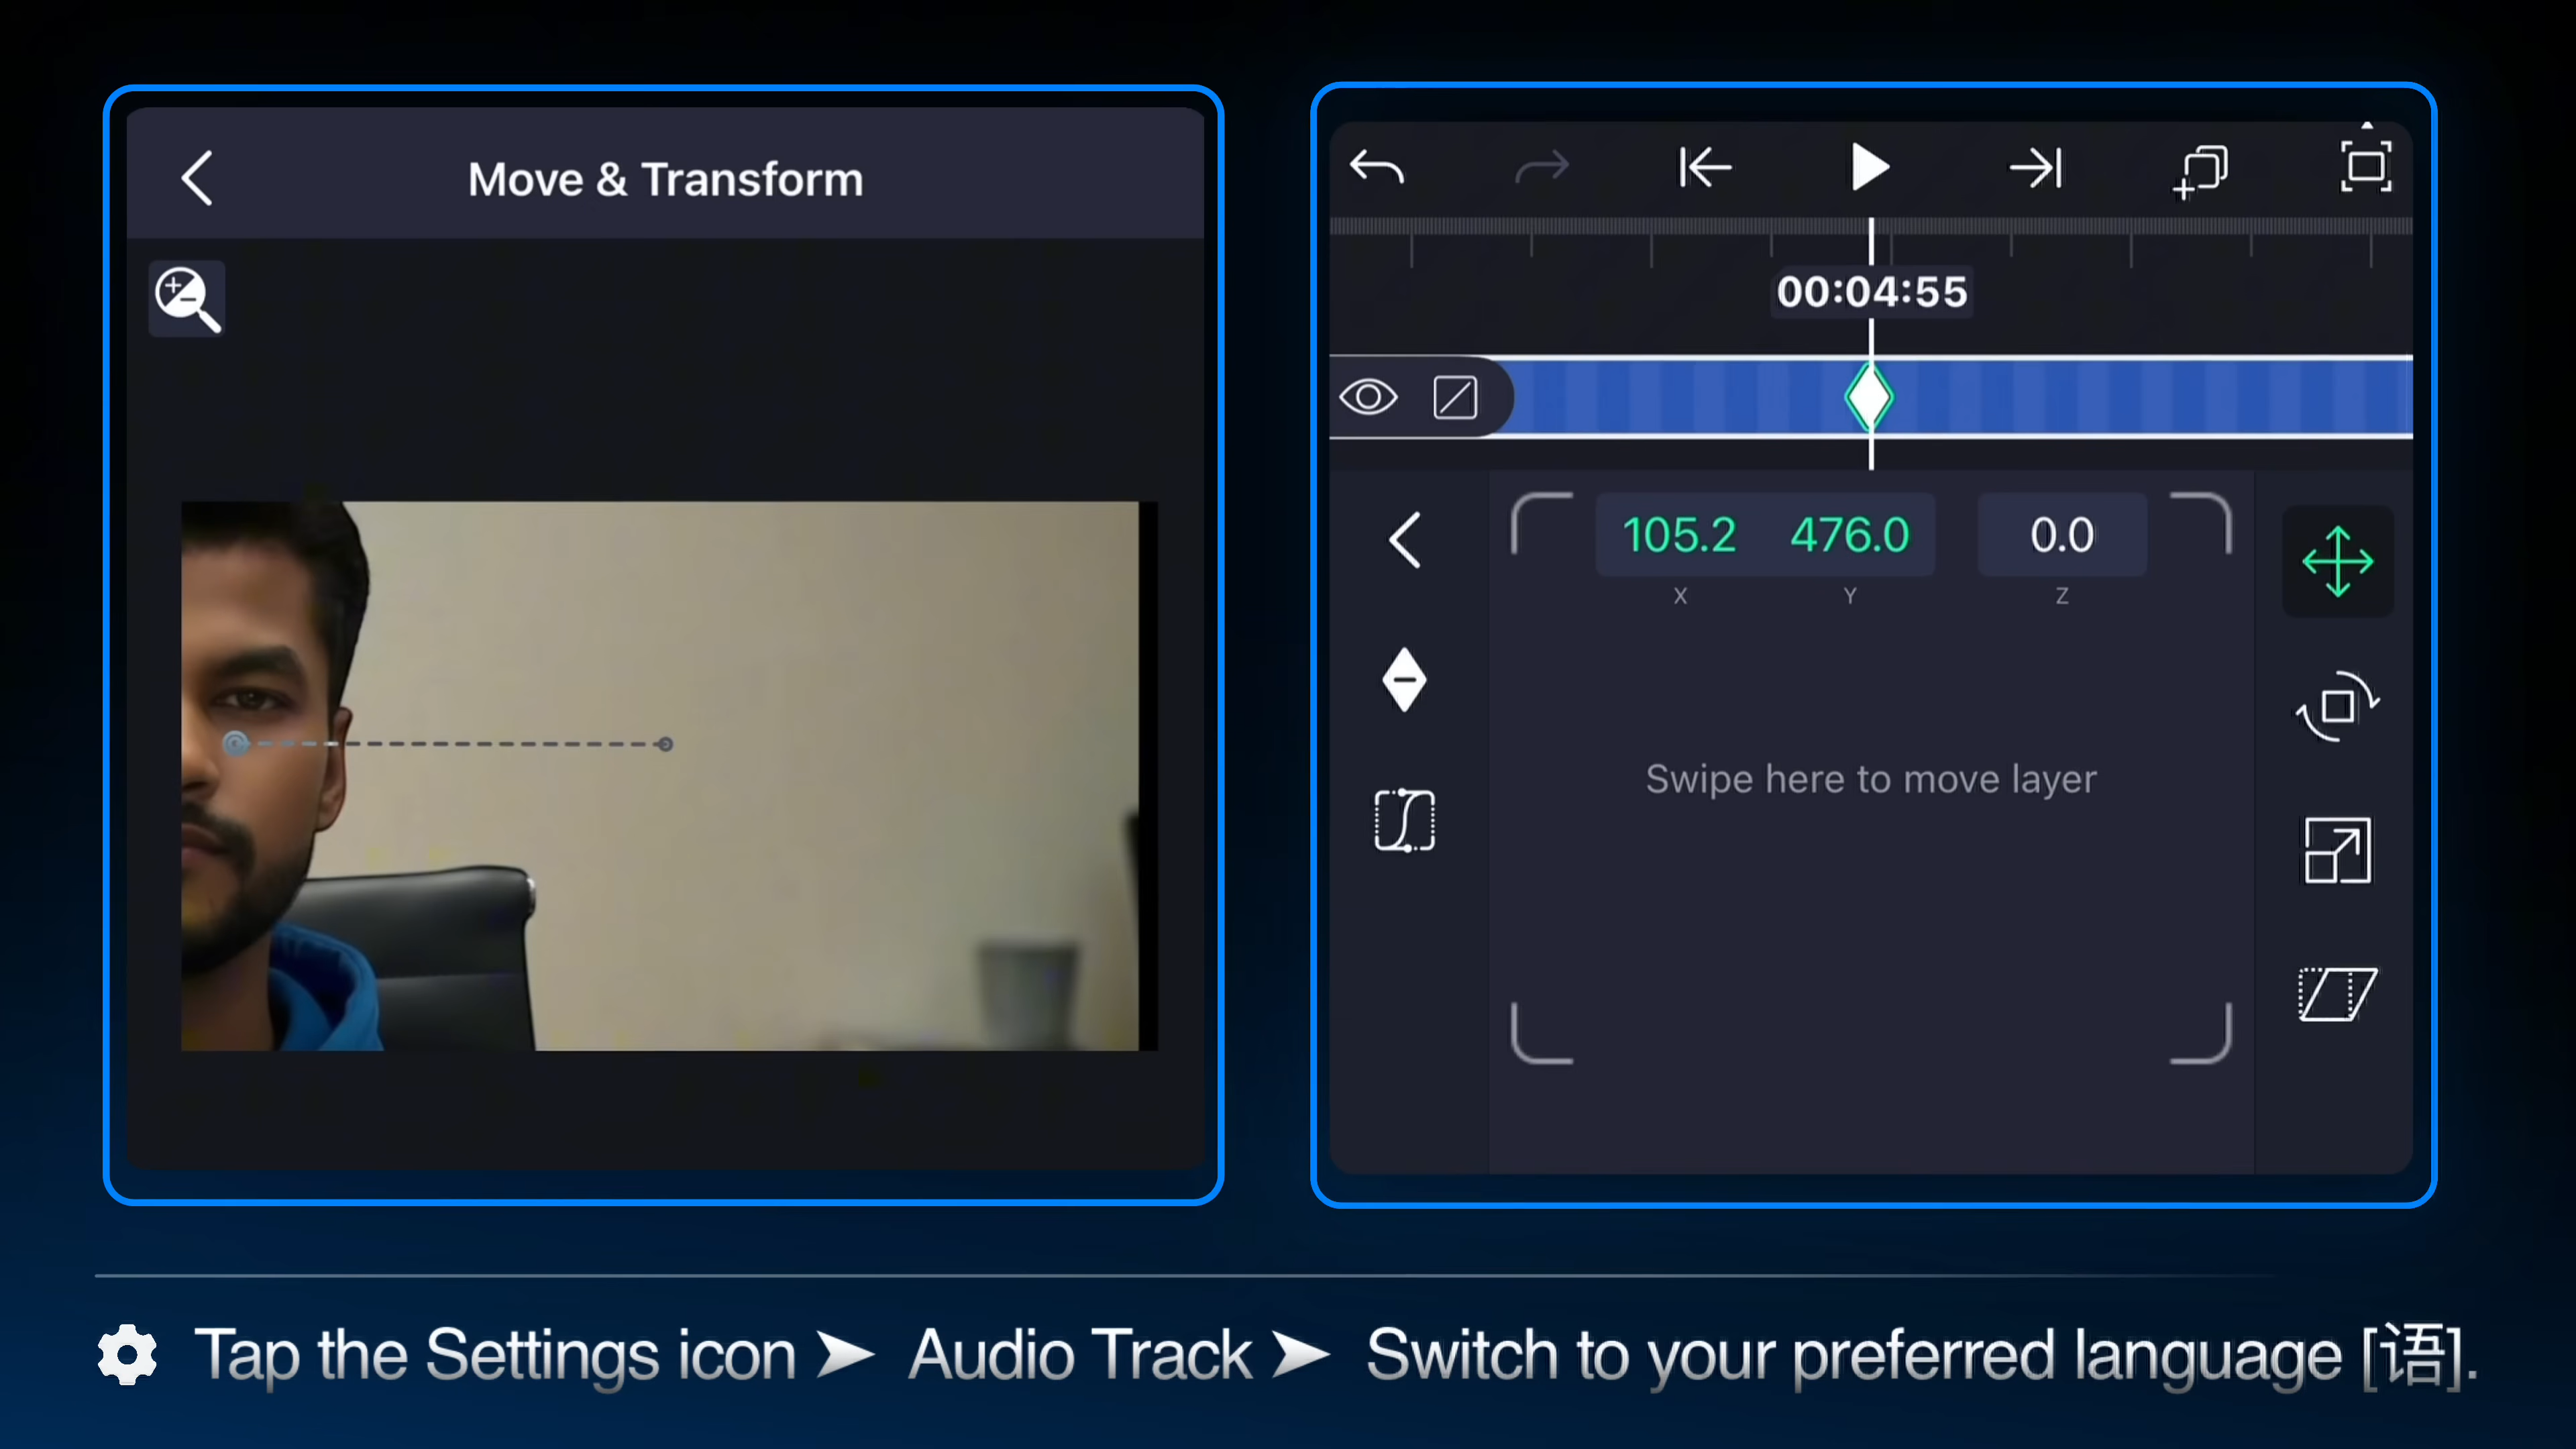 Move & Transform
00:04:55
105.2 476.0 0.0
X Y Z
Swipe here to move layer
Tap the Settings icon ➤ Audio Track ➤ Switch to your preferred language [语].